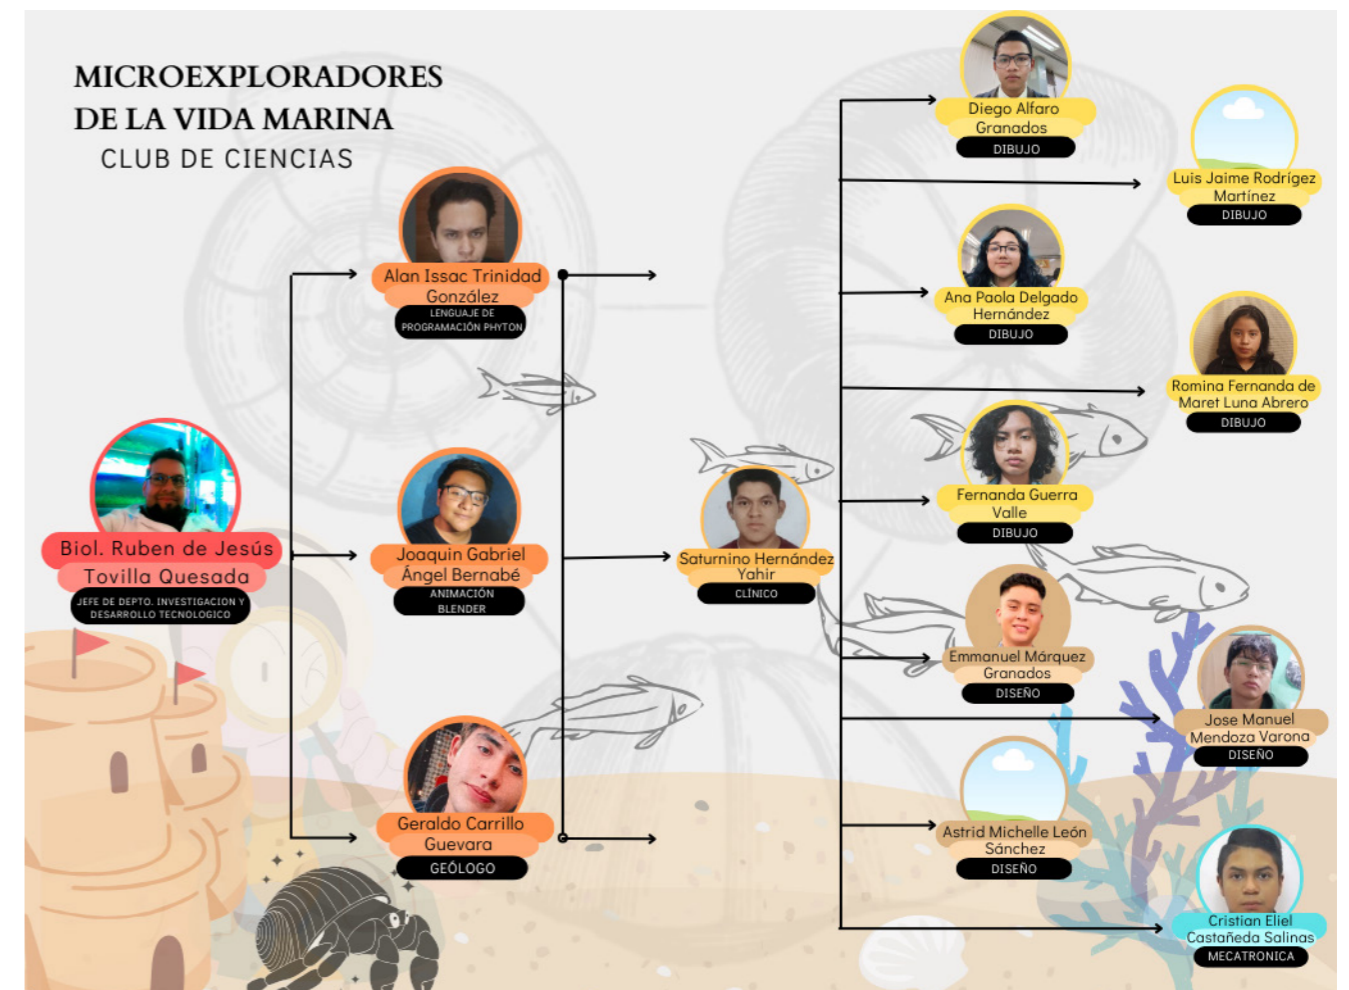 MICROEXPLORADORES
DE LA VIDA MARINA
CLUB DE CIENCIAS
Biol. Ruben de Jesús
Tovilla Quesada
JEFE DE DEPTO. INVESTIGACION Y
DESARROLLO TECNOLOGICO
Alan Issac Trinidad
González
LENGUAJE DE
PROGRAMACIÓN PHYTON
Joaquin Gabriel
Ángel Bernabé
ANIMACIÓN
BLENDER
Geraldo Carrillo
Guevara
GEÓLOGO
Saturnino Hernández
Yahir
CLÍNICO
Diego Alfaro
Granados
DIBUJO
Luis Jaime Rodrígez
Martínez
DIBUJO
Ana Paola Delgado
Hernández
DIBUJO
Romina Fernanda de
Maret Luna Abrero
DIBUJO
Fernanda Guerra
Valle
DIBUJO
Emmanuel Márquez
Granados
DISEÑO
Jose Manuel
Mendoza Varona
DISEÑO
Astrid Michelle León
Sánchez
DISEÑO
Cristian Eliel
Castañeda Salinas
MECATRONICA